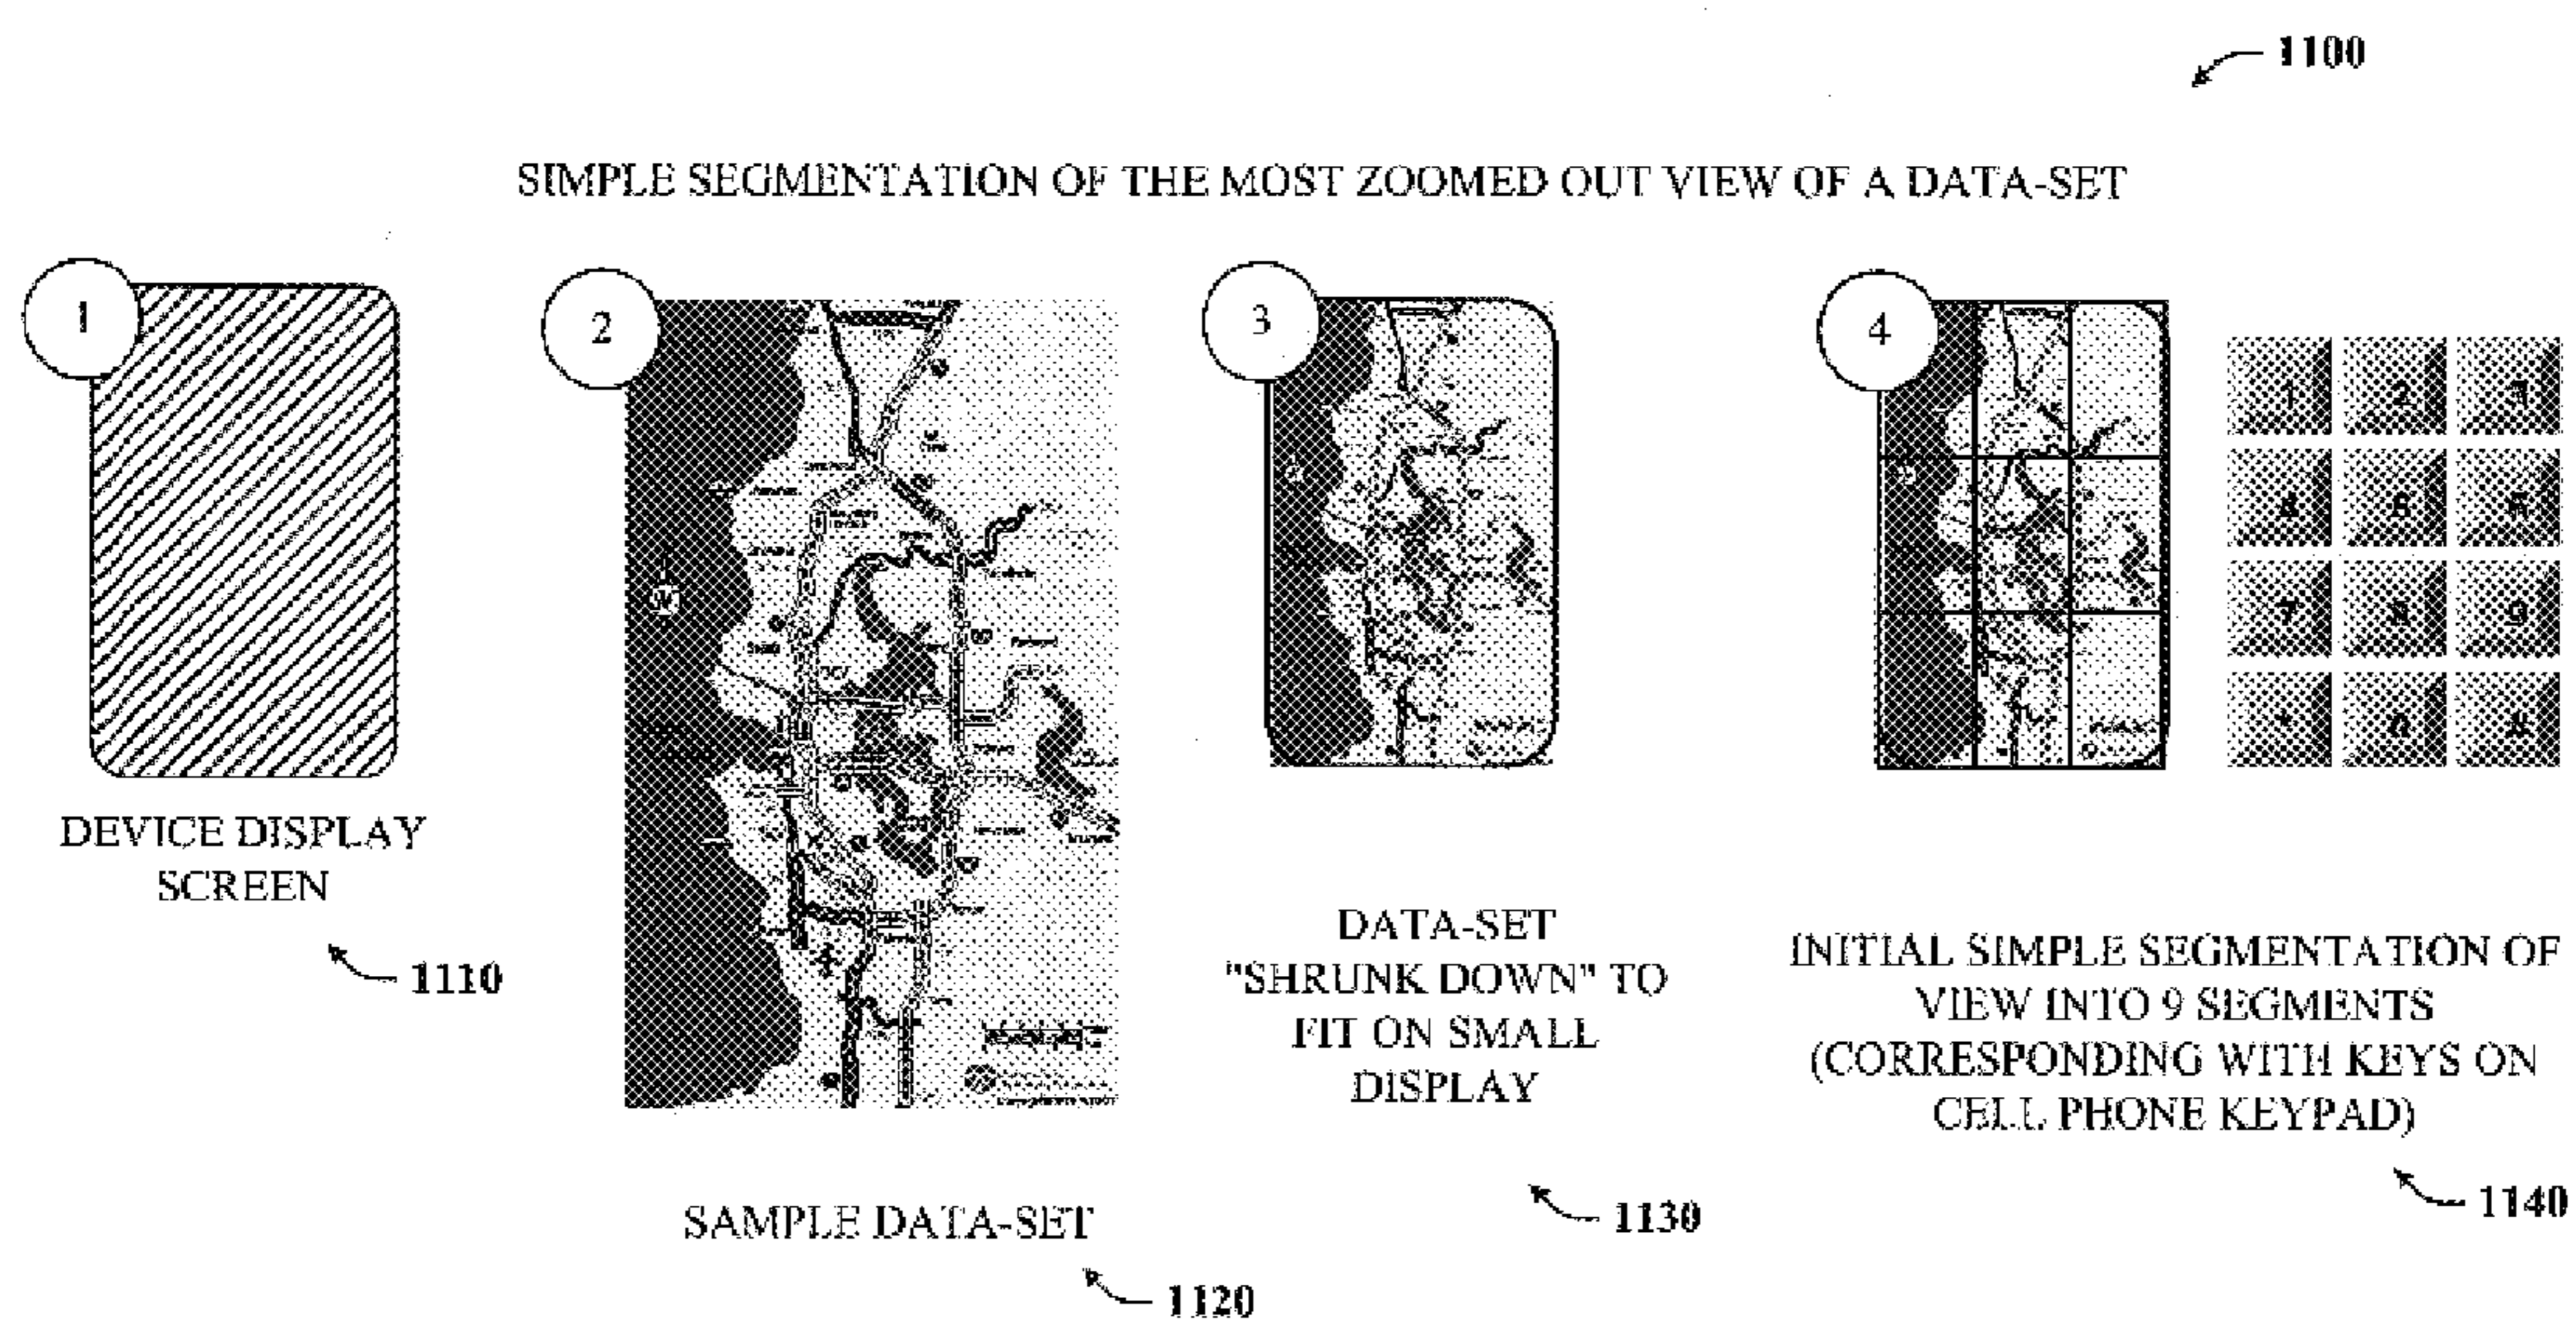 1100
SIMPLE SEGMENTATION OF THE MOST ZOOMED OUT VIEW OF A DATA-SET
1
2
3
4
1 2 3
4 5 6
7 8 9
* 0 #
DEVICE DISPLAY
SCREEN
1110
SAMPLE DATA-SET
1120
DATA-SET
"SHRUNK DOWN" TO
FIT ON SMALL
DISPLAY
1130
INITIAL SIMPLE SEGMENTATION OF
VIEW INTO 9 SEGMENTS
(CORRESPONDING WITH KEYS ON
CELL PHONE KEYPAD)
1140